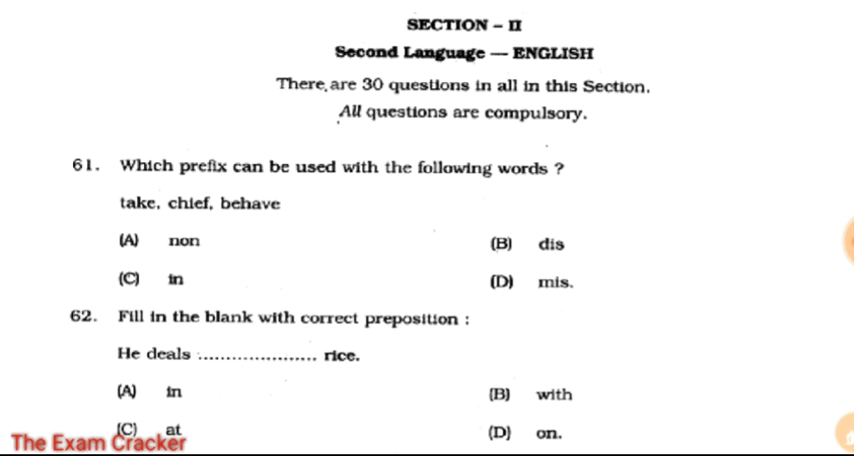 SECTION – II
Second Language — ENGLISH
There are 30 questions in all in this Section.
All questions are compulsory.
61. Which prefix can be used with the following words ?
take, chief, behave
(A) non (B) dis
(C) in (D) mis.
62. Fill in the blank with correct preposition :
He deals ..................... rice.
(A) in (B) with
(C) at (D) on.
The Exam Cracker